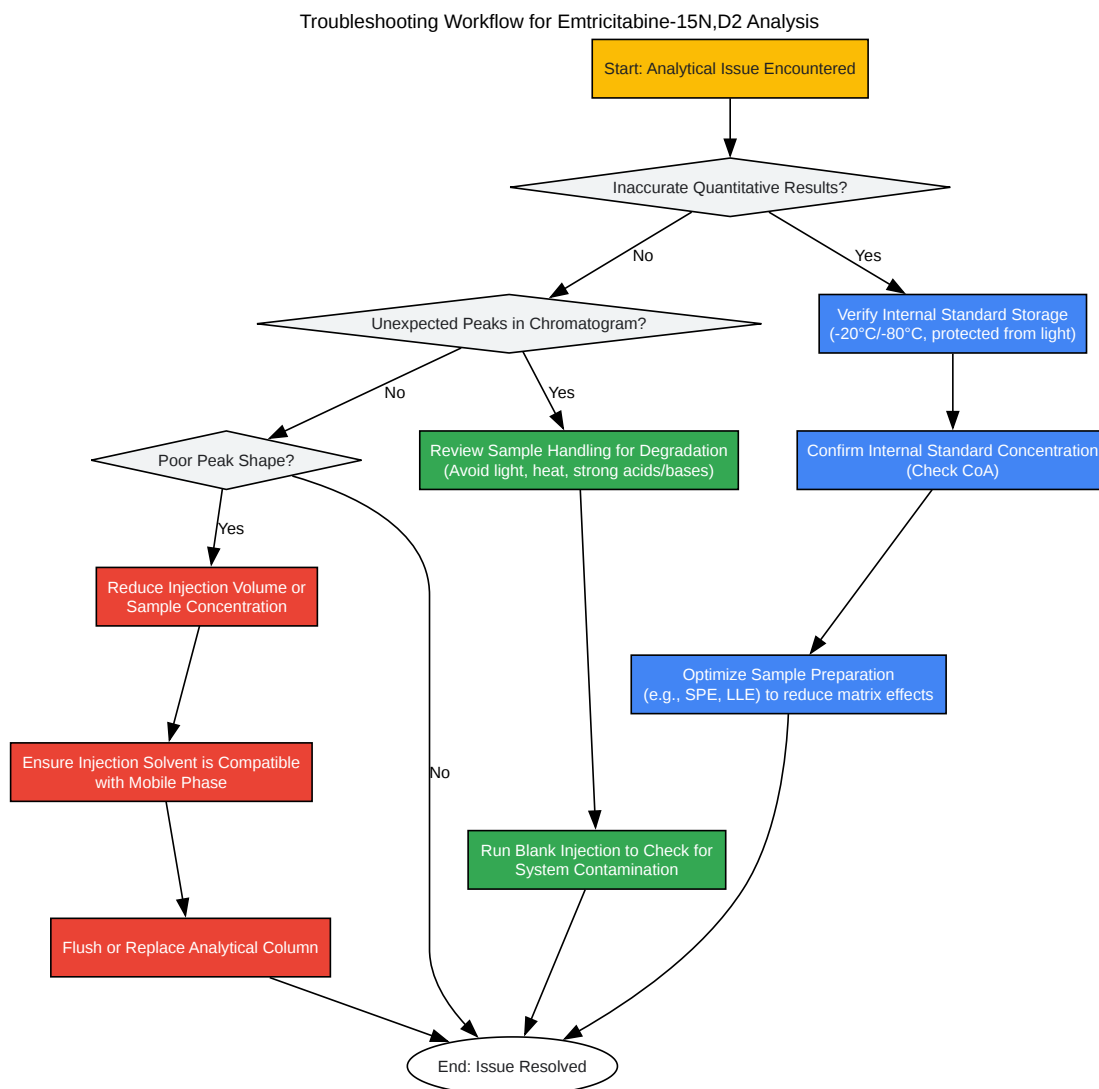 Troubleshooting Workflow for Emtricitabine-15N,D2 Analysis
Start: Analytical Issue Encountered
Inaccurate Quantitative Results?
No
Yes
Unexpected Peaks in Chromatogram?
Verify Internal Standard Storage
(-20°C/-80°C, protected from light)
No
Yes
Poor Peak Shape?
Review Sample Handling for Degradation
(Avoid light, heat, strong acids/bases)
Confirm Internal Standard Concentration
(Check CoA)
Yes
Reduce Injection Volume or
Sample Concentration
Optimize Sample Preparation
(e.g., SPE, LLE) to reduce matrix effects
Ensure Injection Solvent is Compatible
with Mobile Phase
No
Run Blank Injection to Check for
System Contamination
Flush or Replace Analytical Column
End: Issue Resolved